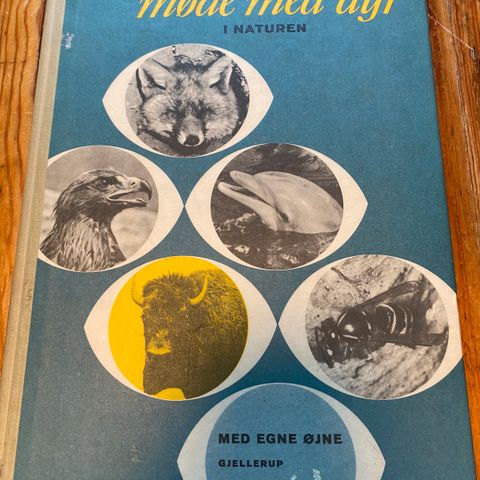 møde med dyr
I NATUREN
MED EGNE ØJNE
GJELLERUP